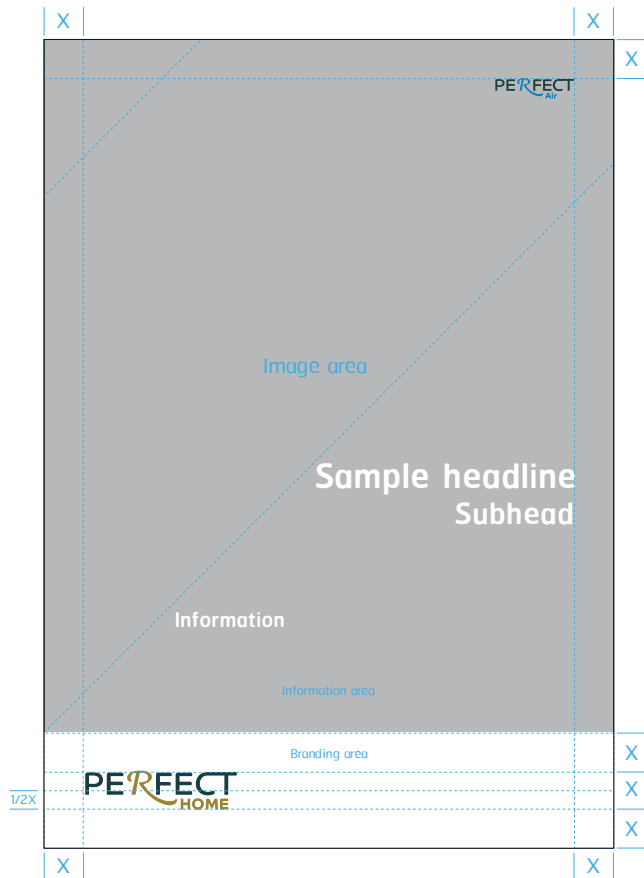 X X
X
PERFECT
Air
Image area
Sample headline
Subhead
Information
Information area
Branding area
X
PERFECT
HOME
1/2X
X
X
X X